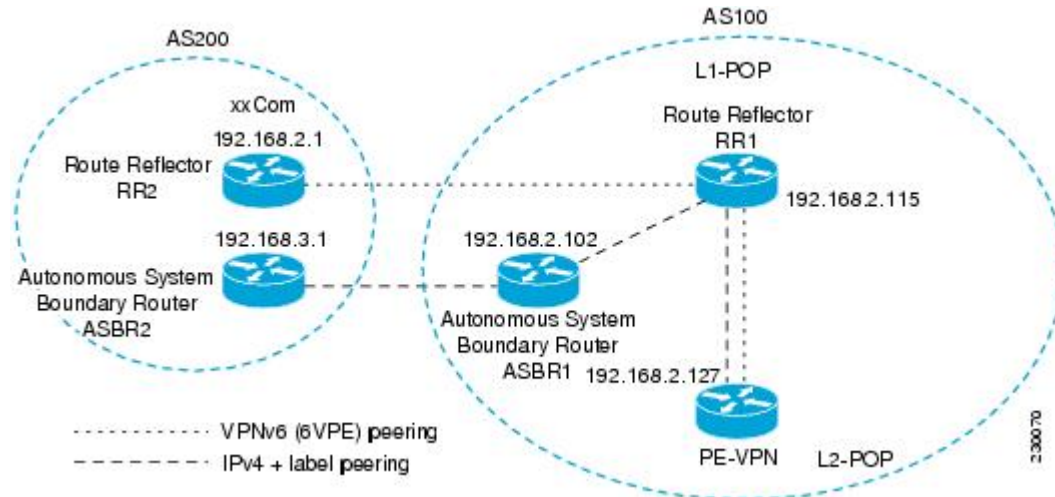 AS100
AS200
L1-POP
xxCom
192.168.2.1
Route Reflector
RR2
Route Reflector
RR1
192.168.2.115
192.168.3.1
192.168.2.102
Autonomous System
Boundary Router
ASBR2
Autonomous System
Boundary Router
ASBR1
192.168.2.127
VPNv6 (6VPE) peering
IPv4 + label peering
PE-VPN
L2-POP
230070